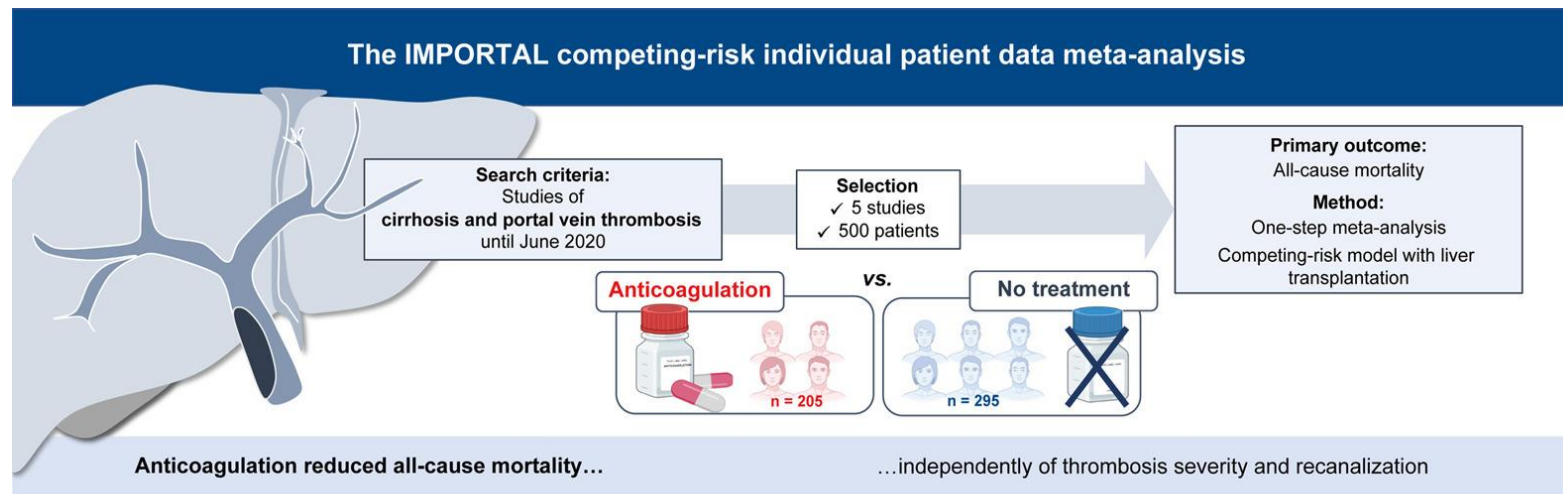 The IMPORTAL competing-risk individual patient data meta-analysis
Search criteria:
Studies of
cirrhosis and portal vein thrombosis
until June 2020
Selection
✓ 5 studies
✓ 500 patients
Primary outcome:
All-cause mortality
Method:
One-step meta-analysis
Competing-risk model with liver
transplantation
Anticoagulation
vs.
No treatment
n = 205
n = 295
Anticoagulation reduced all-cause mortality…
…independently of thrombosis severity and recanalization